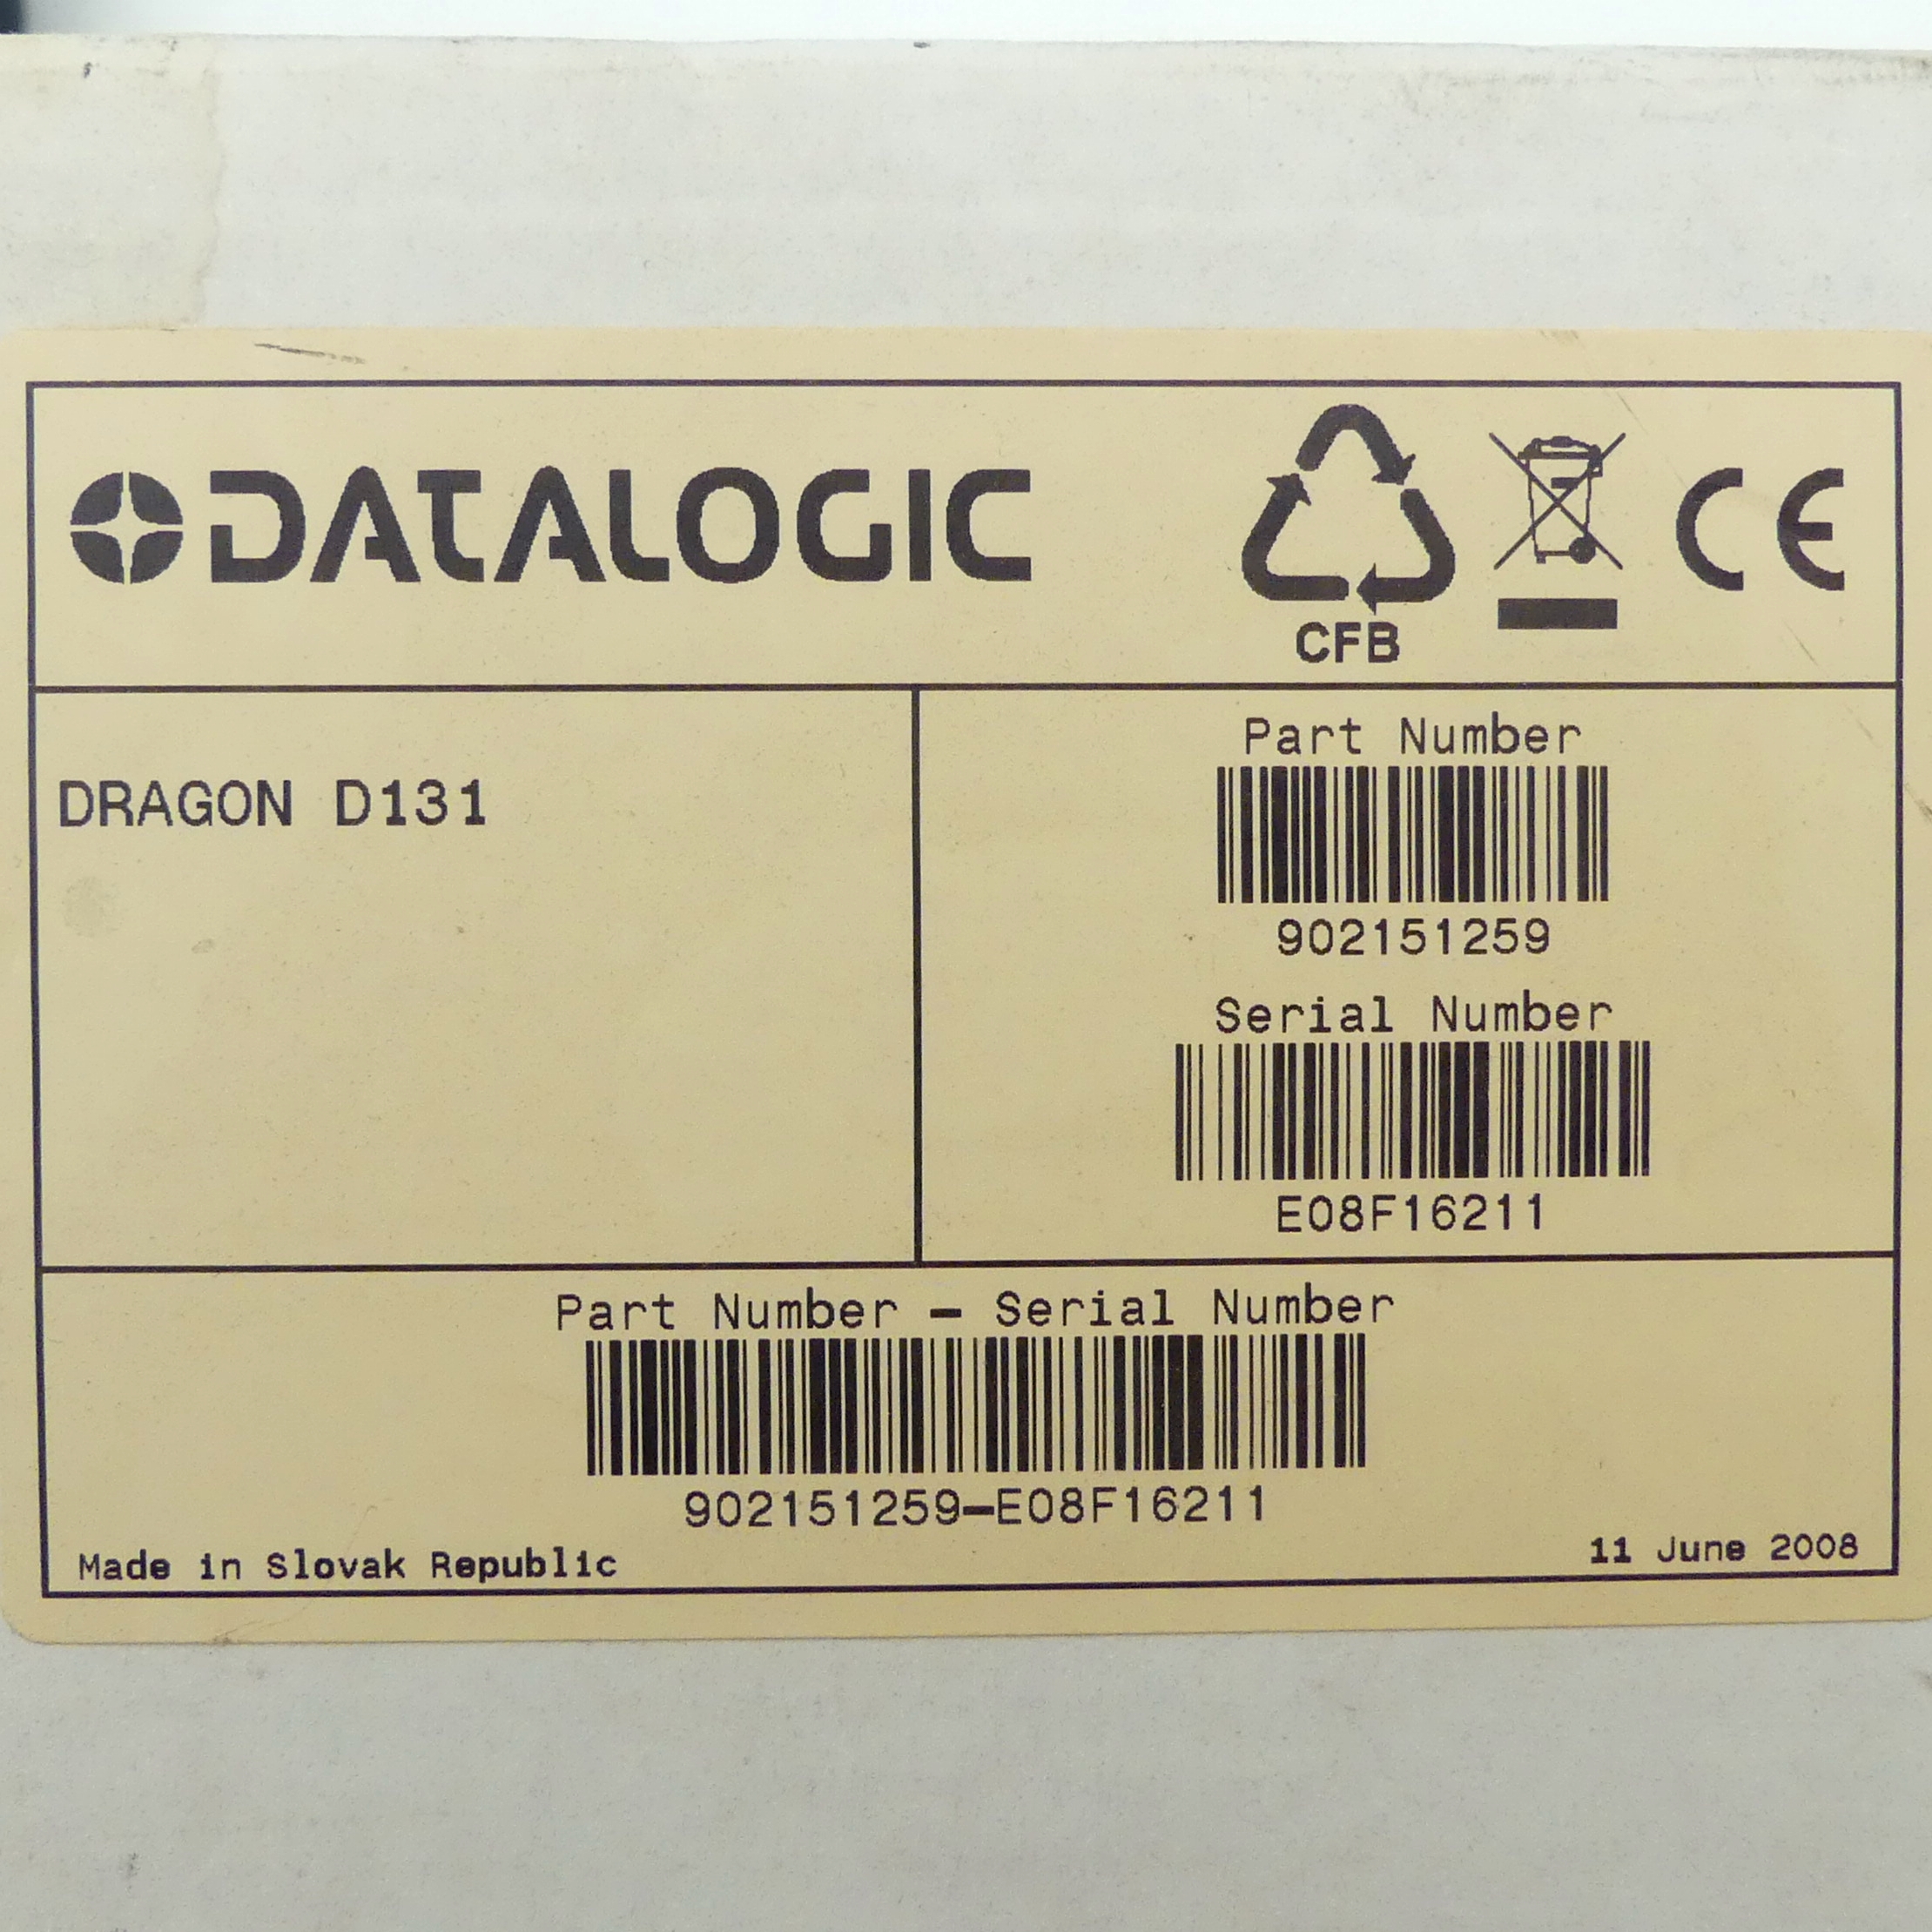 DATALOGIC
CFB
CE
DRAGON D131
Part Number
902151259
Serial Number
E08F16211
Part Number - Serial Number
902151259-E08F16211
Made in Slovak Republic
11 June 2008